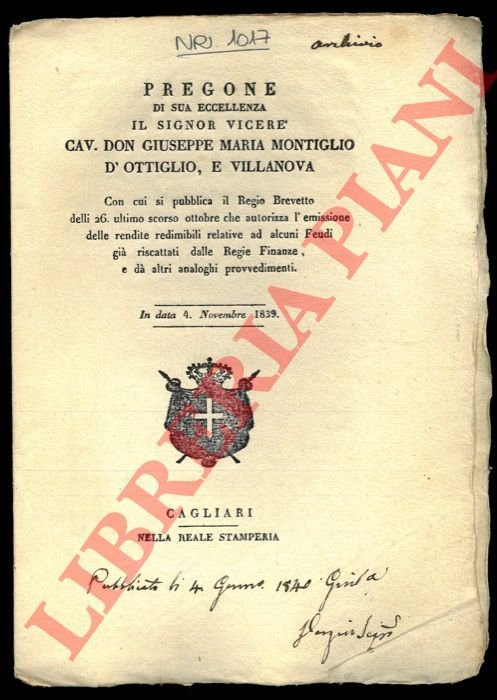 NRI. 1017
archivio
PREGONE
DI SUA ECCELLENZA
IL SIGNOR VICERE'
CAV. DON GIUSEPPE MARIA MONTIGLIO
D'OTTIGLIO, E VILLANOVA
Con cui si pubblica il Regio Brevetto
delli 26. ultimo scorso ottobre che autorizza l'emissione
delle rendite redimibili relative ad alcuni Feudi
già riscattati dalle Regie Finanze,
e dà altri analoghi provvedimenti.
In data 4. Novembre 1839.
CAGLIARI
NELLA REALE STAMPERIA
Pubblicato li 4. 1840
LIBRERIA PIANI